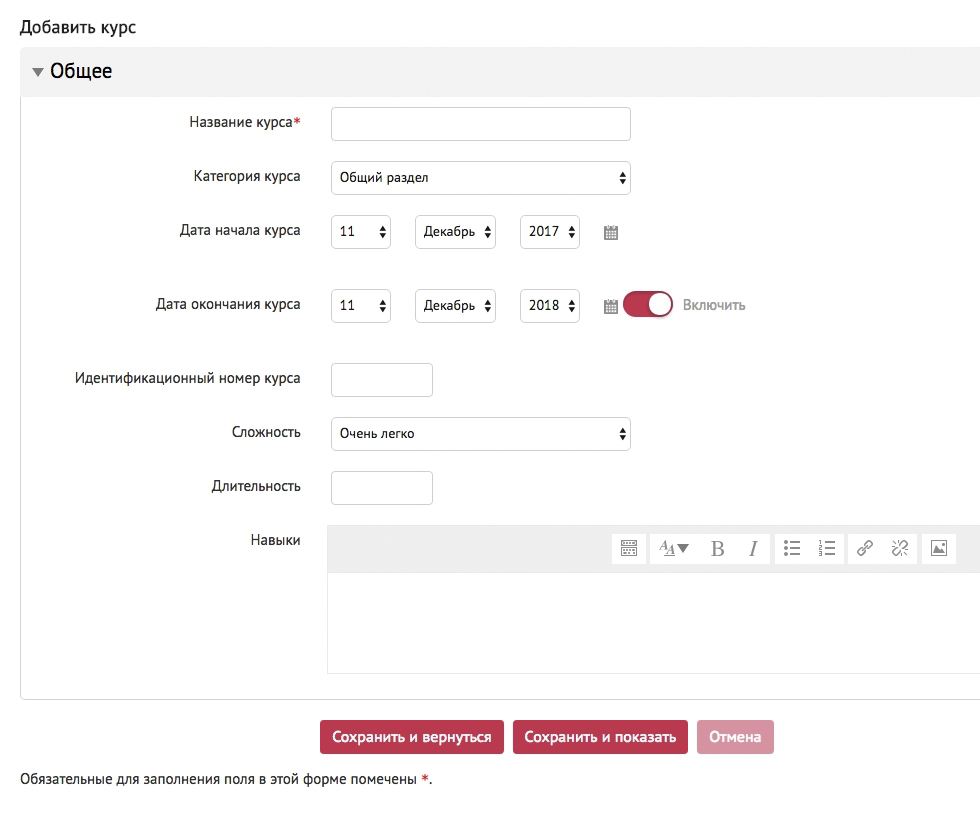 Добавить курс
Общее
Название курса*
Категория курса Общий раздел
Дата начала курса 11 Декабрь 2017
Дата окончания курса 11 Декабрь 2018 Включить
Идентификационный номер курса
Сложность Очень легко
Длительность
Навыки
Сохранить и вернуться Сохранить и показать Отмена
Обязательные для заполнения поля в этой форме помечены *.